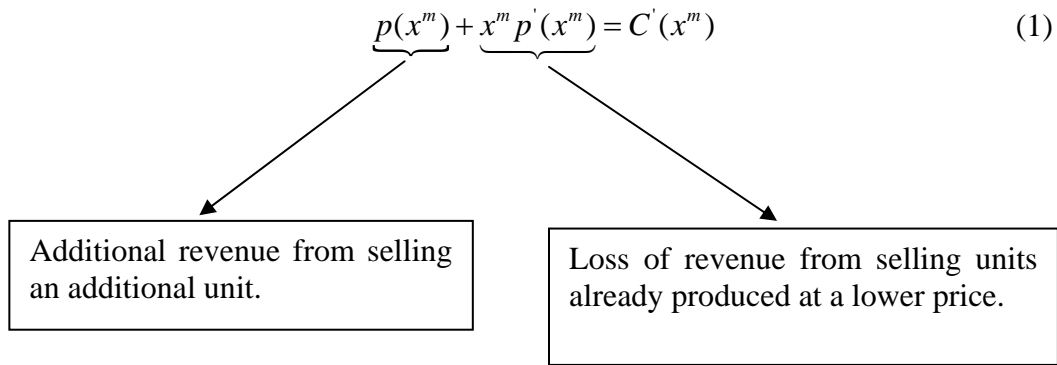 p(x^m) + x^m p'(x^m) = C'(x^m) (1)
Additional revenue from selling
an additional unit.
Loss of revenue from selling units
already produced at a lower price.